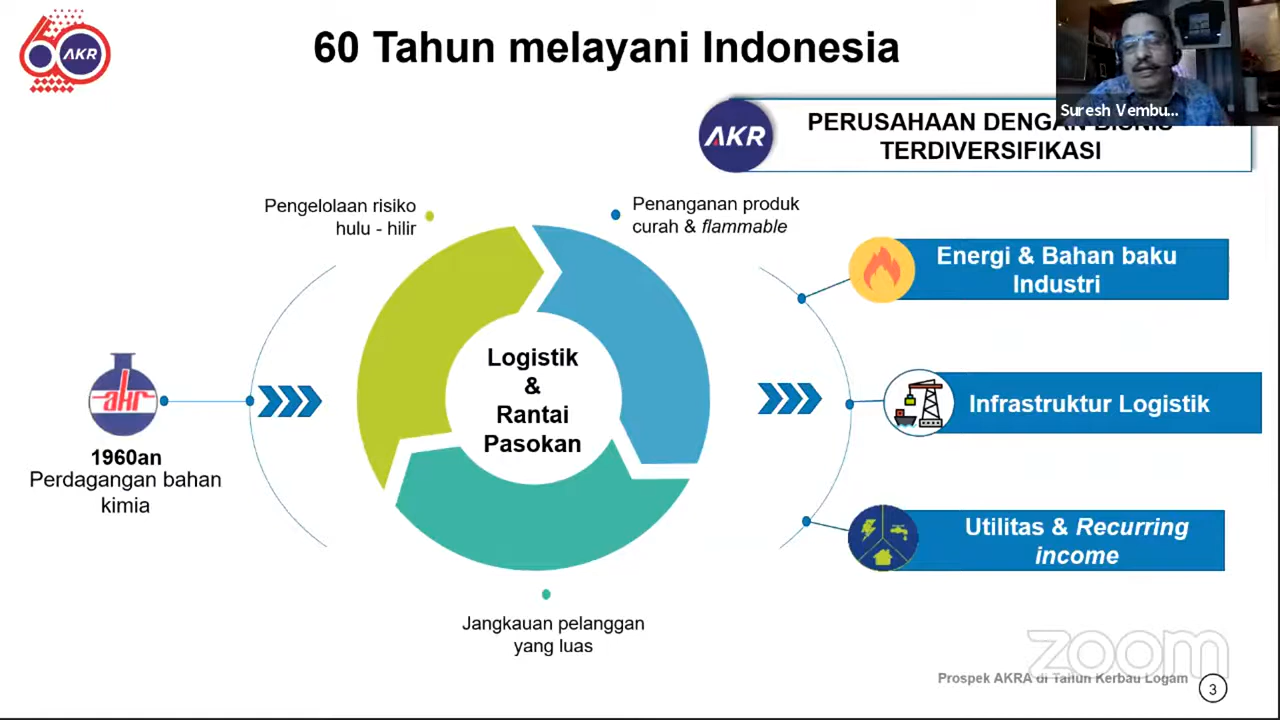 60 AKR
60 Tahun melayani Indonesia
Suresh Vembu...
AKR
PERUSAHAAN DENGAN BISNIS
TERDIVERSIFIKASI
Pengelolaan risiko
hulu - hilir
Penanganan produk
curah & flammable
Energi & Bahan baku
Industri
Logistik
&
Rantai
Pasokan
akr
1960an
Perdagangan bahan
kimia
Infrastruktur Logistik
Utilitas & Recurring
income
Jangkauan pelanggan
yang luas
zoom
Prospek AKRA di Tahun Kerbau Logam
3